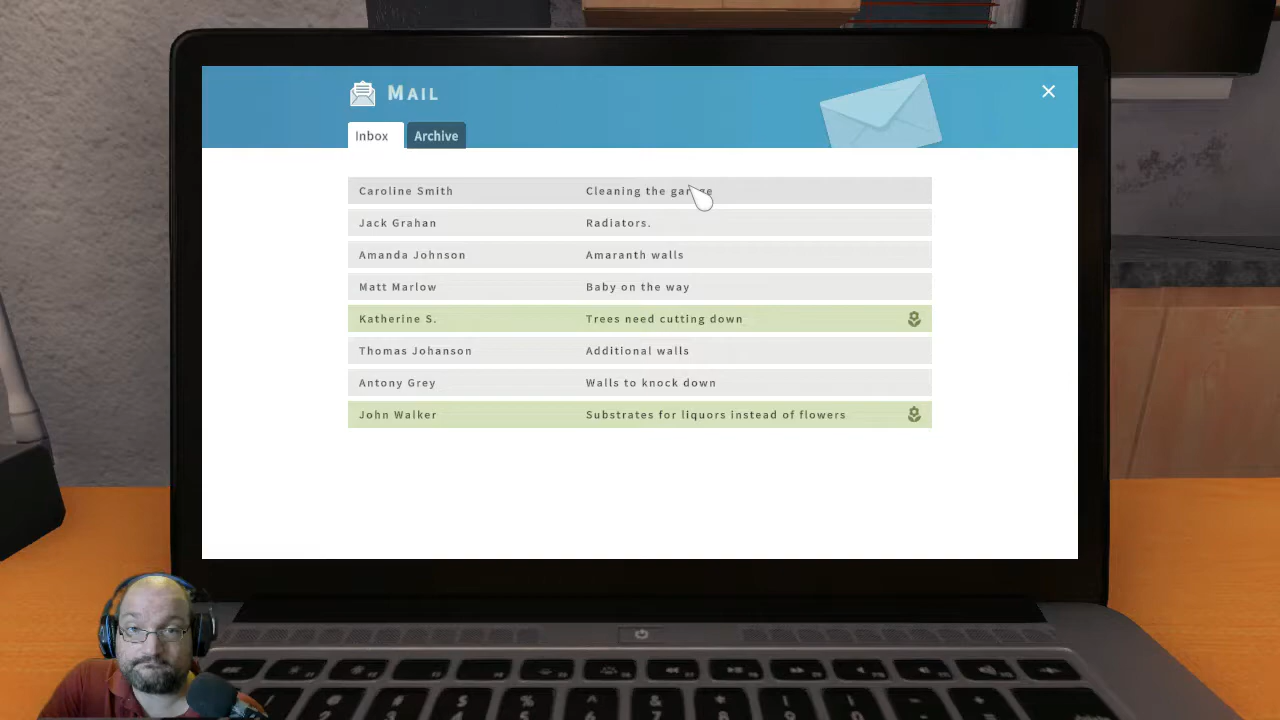 MAIL
Inbox Archive
Caroline Smith Cleaning the garage
Jack Grahan Radiators.
Amanda Johnson Amaranth walls
Matt Marlow Baby on the way
Katherine S. Trees need cutting down
Thomas Johanson Additional walls
Antony Grey Walls to knock down
John Walker Substrates for liquors instead of flowers